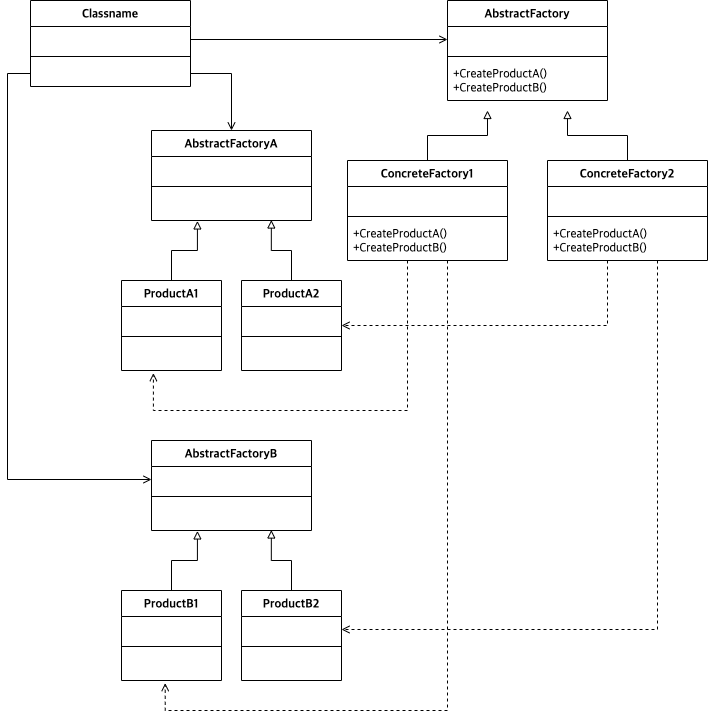 Classname
AbstractFactory
+CreateProductA()
+CreateProductB()
AbstractFactoryA
ConcreteFactory1
+CreateProductA()
+CreateProductB()
ConcreteFactory2
+CreateProductA()
+CreateProductB()
ProductA1
ProductA2
AbstractFactoryB
ProductB1
ProductB2